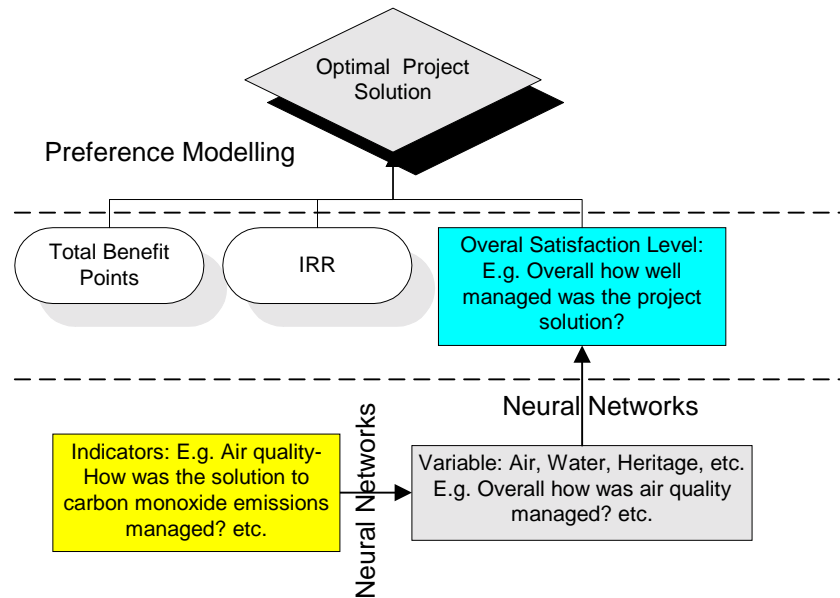 Optimal Project
Solution
Preference Modelling
Total Benefit
Points
IRR
Overal Satisfaction Level:
E.g. Overall how well
managed was the project
solution?
Neural Networks
Indicators: E.g. Air quality-
How was the solution to
carbon monoxide emissions
managed? etc.
Neural Networks
Variable: Air, Water, Heritage, etc.
E.g. Overall how was air quality
managed? etc.